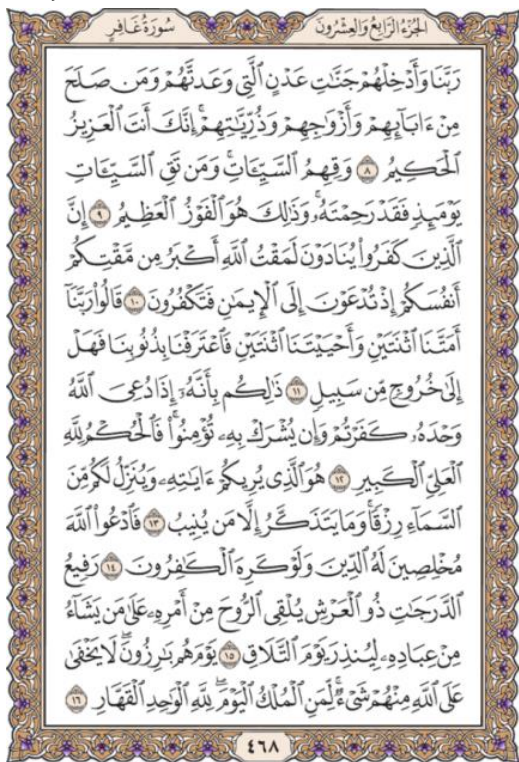 الجزء الرابع والعشرون سورة غافر
رَبَّنَا وَأَدْخِلْهُمْ جَنَّٰتِ عَدْنٍ ٱلَّتِى وَعَدتَّهُمْ وَمَن صَلَحَ
مِنْ ءَابَآئِهِمْ وَأَزْوَٰجِهِمْ وَذُرِّيَّٰتِهِمْ ۚ إِنَّكَ أَنتَ ٱلْعَزِيزُ
ٱلْحَكِيمُ ٨ وَقِهِمُ ٱلسَّيِّـَٔاتِ ۚ وَمَن تَقِ ٱلسَّيِّـَٔاتِ
يَوْمَئِذٍ فَقَدْ رَحِمْتَهُۥ ۚ وَذَٰلِكَ هُوَ ٱلْفَوْزُ ٱلْعَظِيمُ ٩ إِنَّ
ٱلَّذِينَ كَفَرُوا۟ يُنَادَوْنَ لَمَقْتُ ٱللَّهِ أَكْبَرُ مِن مَّقْتِكُمْ
أَنفُسَكُمْ إِذْ تُدْعَوْنَ إِلَى ٱلْإِيمَٰنِ فَتَكْفُرُونَ ١٠ قَالُوا۟ رَبَّنَآ
أَمَتَّنَا ٱثْنَتَيْنِ وَأَحْيَيْتَنَا ٱثْنَتَيْنِ فَٱعْتَرَفْنَا بِذُنُوبِنَا فَهَلْ
إِلَىٰ خُرُوجٍ مِّن سَبِيلٍ ١١ ذَٰلِكُم بِأَنَّهُۥٓ إِذَا دُعِىَ ٱللَّهُ
وَحْدَهُۥ كَفَرْتُمْ ۖ وَإِن يُشْرَكْ بِهِۦ تُؤْمِنُوا۟ ۚ فَٱلْحُكْمُ لِلَّهِ
ٱلْعَلِىِّ ٱلْكَبِيرِ ١٢ هُوَ ٱلَّذِى يُرِيكُمْ ءَايَٰتِهِۦ وَيُنَزِّلُ لَكُم مِّنَ
ٱلسَّمَآءِ رِزْقًا ۚ وَمَا يَتَذَكَّرُ إِلَّا مَن يُنِيبُ ١٣ فَٱدْعُوا۟ ٱللَّهَ
مُخْلِصِينَ لَهُ ٱلدِّينَ وَلَوْ كَرِهَ ٱلْكَٰفِرُونَ ١٤ رَفِيعُ
ٱلدَّرَجَٰتِ ذُو ٱلْعَرْشِ يُلْقِى ٱلرُّوحَ مِنْ أَمْرِهِۦ عَلَىٰ مَن يَشَآءُ
مِنْ عِبَادِهِۦ لِيُنذِرَ يَوْمَ ٱلتَّلَاقِ ١٥ يَوْمَ هُم بَٰرِزُونَ ۖ لَا يَخْفَىٰ
عَلَى ٱللَّهِ مِنْهُمْ شَىْءٌ ۚ لِّمَنِ ٱلْمُلْكُ ٱلْيَوْمَ ۖ لِلَّهِ ٱلْوَٰحِدِ ٱلْقَهَّارِ ١٦
٤٦٨